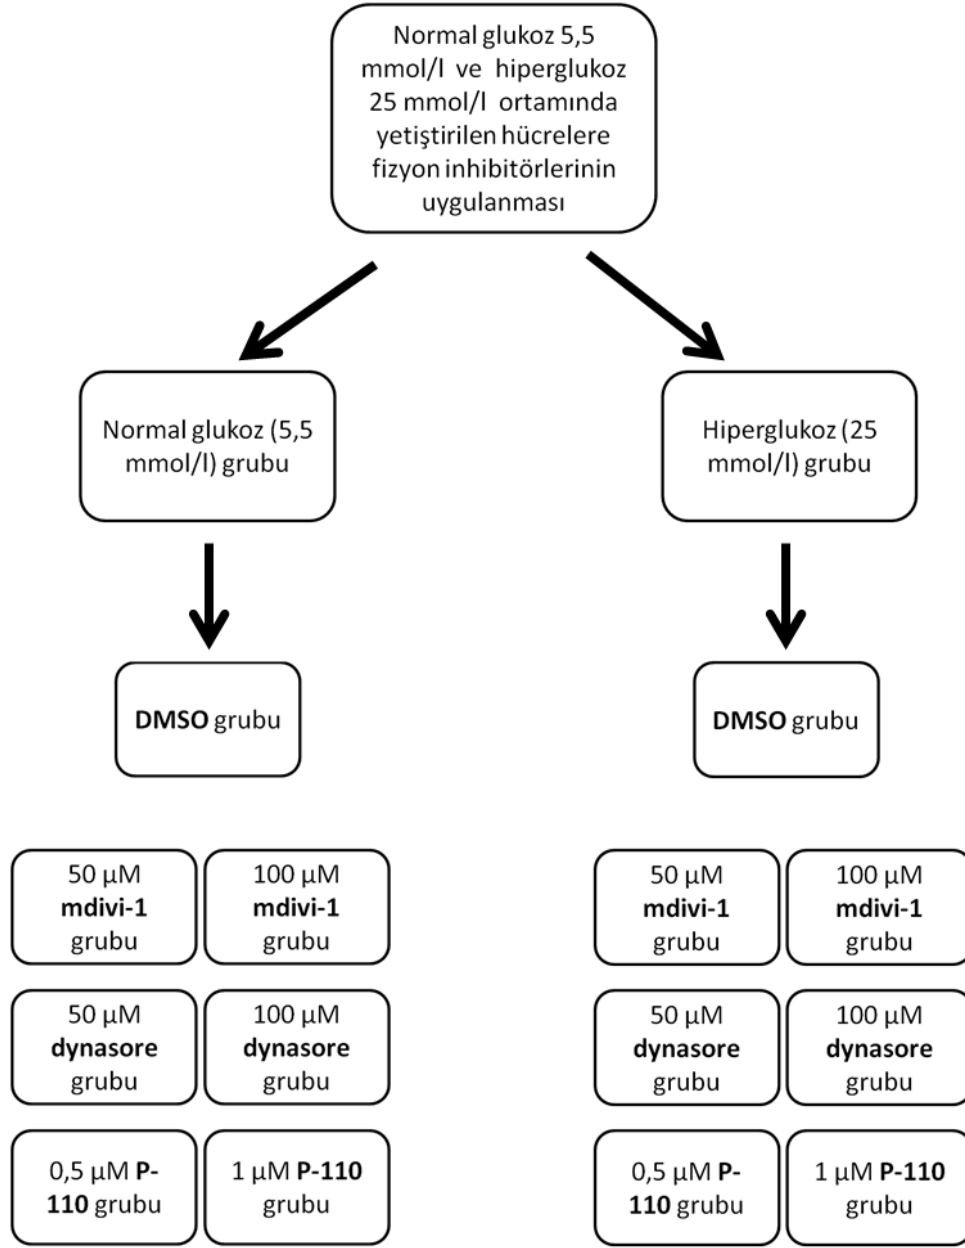 Normal glukoz 5,5
mmol/l ve hiperglukoz
25 mmol/l ortamında
yetiştirilen hücrelere
fizyon inhibitörlerinin
uygulanması
Normal glukoz (5,5
mmol/l) grubu
Hiperglukoz (25
mmol/l) grubu
DMSO grubu
DMSO grubu
50 µM
mdivi-1
grubu
100 µM
mdivi-1
grubu
50 µM
mdivi-1
grubu
100 µM
mdivi-1
grubu
50 µM
dynasore
grubu
100 µM
dynasore
grubu
50 µM
dynasore
grubu
100 µM
dynasore
grubu
0,5 µM P-
110 grubu
1 µM P-110
grubu
0,5 µM P-
110 grubu
1 µM P-110
grubu